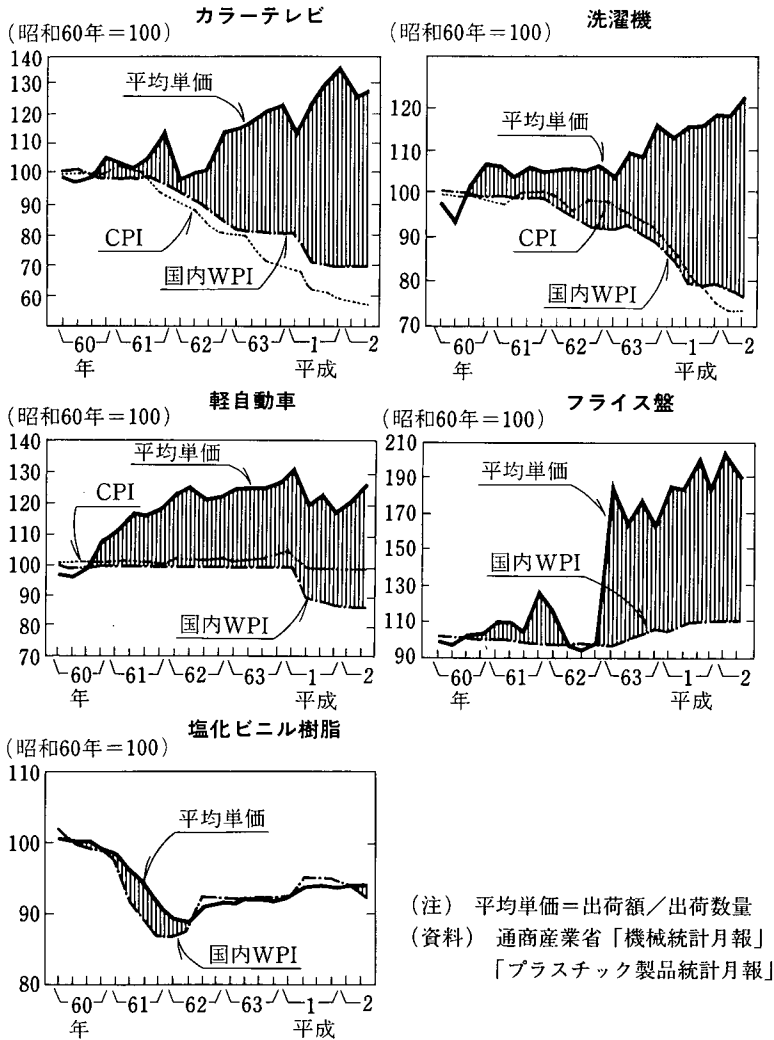 カラーテレビ
(昭和60年=100)
140
130
120
110
100
90
80
70
60
平均単価
CPI
国内WPI
60
61
62
63
1
2
年
平成
洗濯機
(昭和60年=100)
120
110
100
90
80
70
平均単価
CPI
国内WPI
60
61
62
63
1
2
年
平成
軽自動車
(昭和60年=100)
140
130
120
110
100
90
80
70
平均単価
CPI
国内WPI
60
61
62
63
1
2
年
平成
フライス盤
(昭和60年=100)
210
190
170
150
130
110
90
平均単価
国内WPI
60
61
62
63
1
2
年
平成
塩化ビニル樹脂
(昭和60年=100)
110
100
90
80
平均単価
国内WPI
60
61
62
63
1
2
年
平成
(注) 平均単価=出荷額/出荷数量
(資料) 通商産業省「機械統計月報」
「プラスチック製品統計月報」